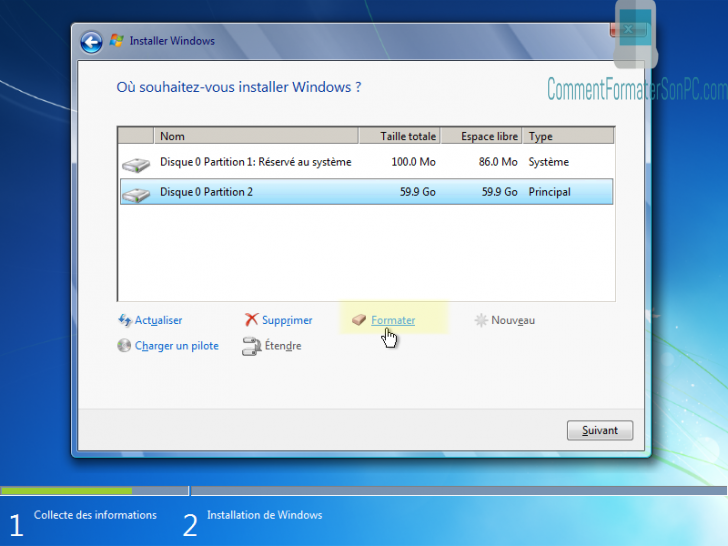 Installer Windows
CommentFormaterSonPC.com
Où souhaitez-vous installer Windows ?
Nom Taille totale Espace libre Type
Disque 0 Partition 1: Réservé au système 100.0 Mo 86.0 Mo Système
Disque 0 Partition 2 59.9 Go 59.9 Go Principal
Actualiser Supprimer Formater Nouveau
Charger un pilote Étendre
Suivant
1 Collecte des informations 2 Installation de Windows